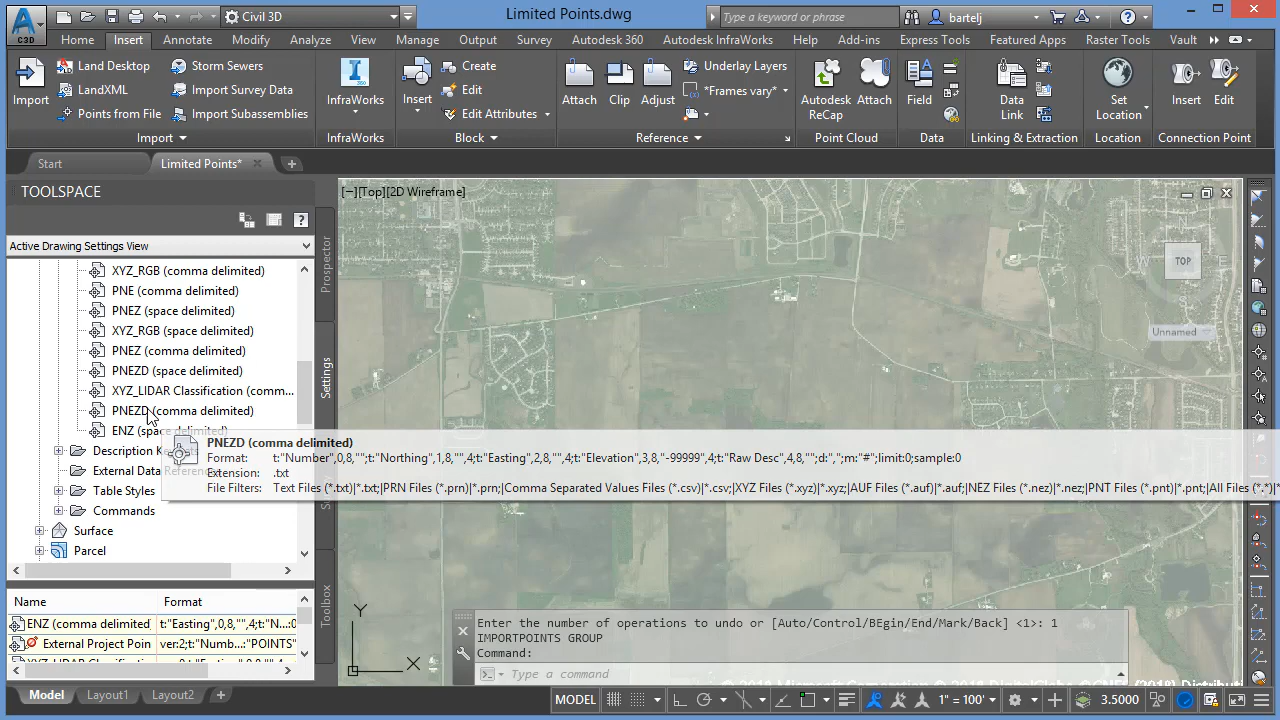 C3D
Civil 3D
Limited Points.dwg
Type a keyword or phrase
bartelj
Home Insert Annotate Modify Analyze View Manage Output Survey Autodesk 360 Autodesk InfraWorks Help Add-ins Express Tools Featured Apps Raster Tools Vault
Import
Land Desktop
LandXML
Points from File
Storm Sewers
Import Survey Data
Import Subassemblies
InfraWorks
Insert
Create
Edit
Edit Attributes
Attach
Clip
Adjust
Underlay Layers
*Frames vary*
Autodesk
ReCap
Attach
Field
Data
Link
Set
Location
Insert
Edit
Import InfraWorks Block Reference Point Cloud Data Linking & Extraction Location Connection Point
Start
Limited Points*
TOOLSPACE
Active Drawing Settings View
XYZ_RGB (comma delimited)
PNE (comma delimited)
PNEZ (space delimited)
XYZ_RGB (space delimited)
PNEZ (comma delimited)
PNEZD (space delimited)
XYZ_LIDAR Classification (comm...
PNEZD (comma delimited)
ENZ (space delimited)
Description K
External Data References
Table Styles
Commands
Surface
Parcel
Prospector
Settings
Toolbox
PNEZD (comma delimited)
Format: t:"Number",0,8,"";t:"Northing",1,8,"",4;t:"Easting",2,8,"",4;t:"Elevation",3,8,"-99999",4;t:"Raw Desc",4,8,"";d:",";m:"#";limit:0;sample:0
Extension: .txt
File Filters: Text Files (*.txt)|*.txt;|PRN Files (*.prn)|*.prn;|Comma Separated Values Files (*.csv)|*.csv;|XYZ Files (*.xyz)|*.xyz;|AUF Files (*.auf)|*.auf;|NEZ Files (*.nez)|*.nez;|PNT Files (*.pnt)|*.pnt;|All Files (*.*)|*
Name Format
ENZ (comma delimited t:"Easting",0,8,"",4;t:"N...:0
External Project Poin ver:2;t:"Numb...:"POINTS"
[−][Top][2D Wireframe]
W
TOP
E
S
Unnamed
Y
X
Enter the number of operations to undo or [Auto/Control/BEgin/End/Mark/Back] <1>: 1
IMPORTPOINTS GROUP
Command:
Type a command
Model Layout1 Layout2
MODEL
1" = 100'
3.5000